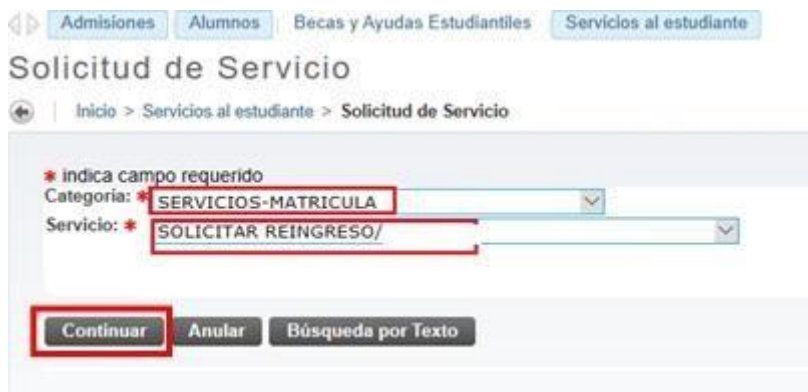 Admisiones Alumnos Becas y Ayudas Estudiantiles Servicios al estudiante
Solicitud de Servicio
Inicio > Servicios al estudiante > Solicitud de Servicio
* indica campo requerido
Categoría: * SERVICIOS-MATRICULA
Servicio: * SOLICITAR REINGRESO/
Continuar Anular Búsqueda por Texto